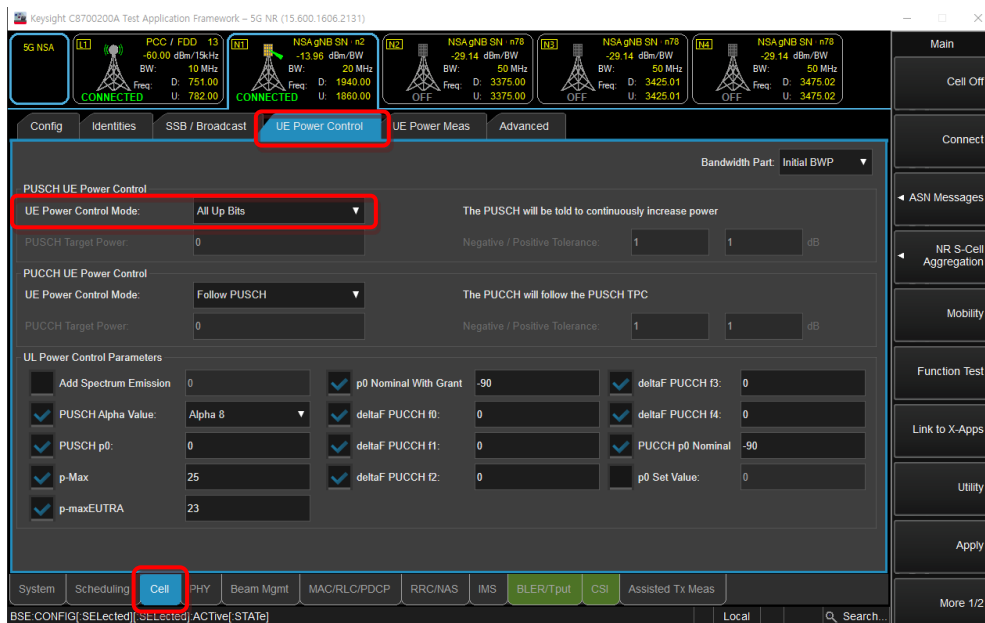 Keysight C8700200A Test Application Framework – 5G NR (15.600.1606.2131)
5G NSA
L1
PCC / FDD 13
-60.00 dBm/15kHz
BW: 10 MHz
Freq: D: 751.00
U: 782.00
CONNECTED
N1
NSA gNB SN - n2
-13.96 dBm/BW
BW: 20 MHz
Freq: D: 1940.00
U: 1860.00
CONNECTED
N2
NSA gNB SN - n78
-29.14 dBm/BW
BW: 50 MHz
Freq: D: 3375.00
U: 3375.00
OFF
N3
NSA gNB SN - n78
-29.14 dBm/BW
BW: 50 MHz
Freq: D: 3425.01
U: 3425.01
OFF
N4
NSA gNB SN - n78
-29.14 dBm/BW
BW: 50 MHz
Freq: D: 3475.02
U: 3475.02
OFF
Config Identities SSB / Broadcast UE Power Control UE Power Meas Advanced
Bandwidth Part: Initial BWP
PUSCH UE Power Control
UE Power Control Mode: All Up Bits The PUSCH will be told to continuously increase power
PUSCH Target Power: 0 Negative / Positive Tolerance: 1 1 dB
PUCCH UE Power Control
UE Power Control Mode: Follow PUSCH The PUCCH will follow the PUSCH TPC
PUCCH Target Power: 0 Negative / Positive Tolerance: 1 1 dB
UL Power Control Parameters
Add Spectrum Emission 0 p0 Nominal With Grant -90 deltaF PUCCH f3: 0
PUSCH Alpha Value: Alpha 8 deltaF PUCCH f0: 0 deltaF PUCCH f4: 0
PUSCH p0: 0 deltaF PUCCH f1: 0 PUCCH p0 Nominal -90
p-Max 25 deltaF PUCCH f2: 0 p0 Set Value: 0
p-maxEUTRA 23
System Scheduling Cell PHY Beam Mgmt MAC/RLC/PDCP RRC/NAS IMS BLER/Tput CSI Assisted Tx Meas
BSE:CONFIG[:SELected][:SELected]:ACTive[:STATe] Local Search...
Main
Cell Off
Connect
ASN Messages
NR S-Cell
Aggregation
Mobility
Function Test
Link to X-Apps
Utility
Apply
More 1/2